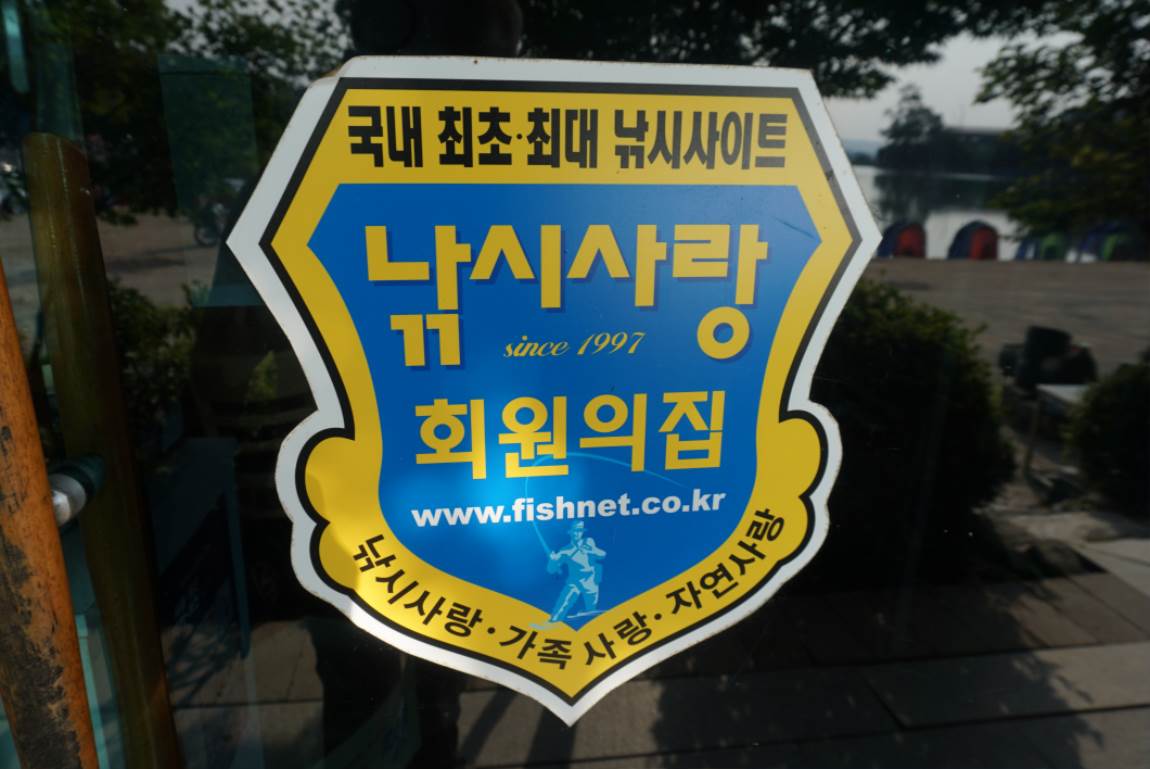 국내 최초·최대 낚시사이트
낚시사랑
since 1997
회원의집
www.fishnet.co.kr
낚시사랑·가족사랑·자연사랑